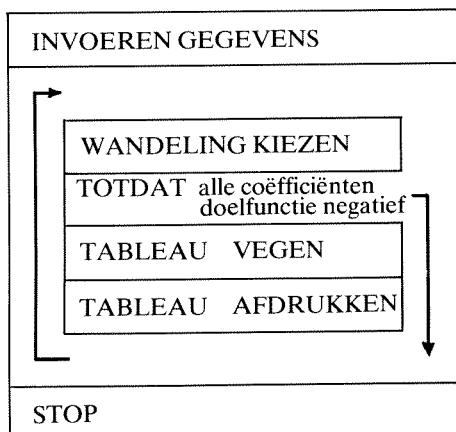 INVOEREN GEGEVENS
WANDELING KIEZEN
TOTDAT alle coëfficiënten
doelfunctie negatief
TABLEAU VEGEN
TABLEAU AFDRUKKEN
STOP